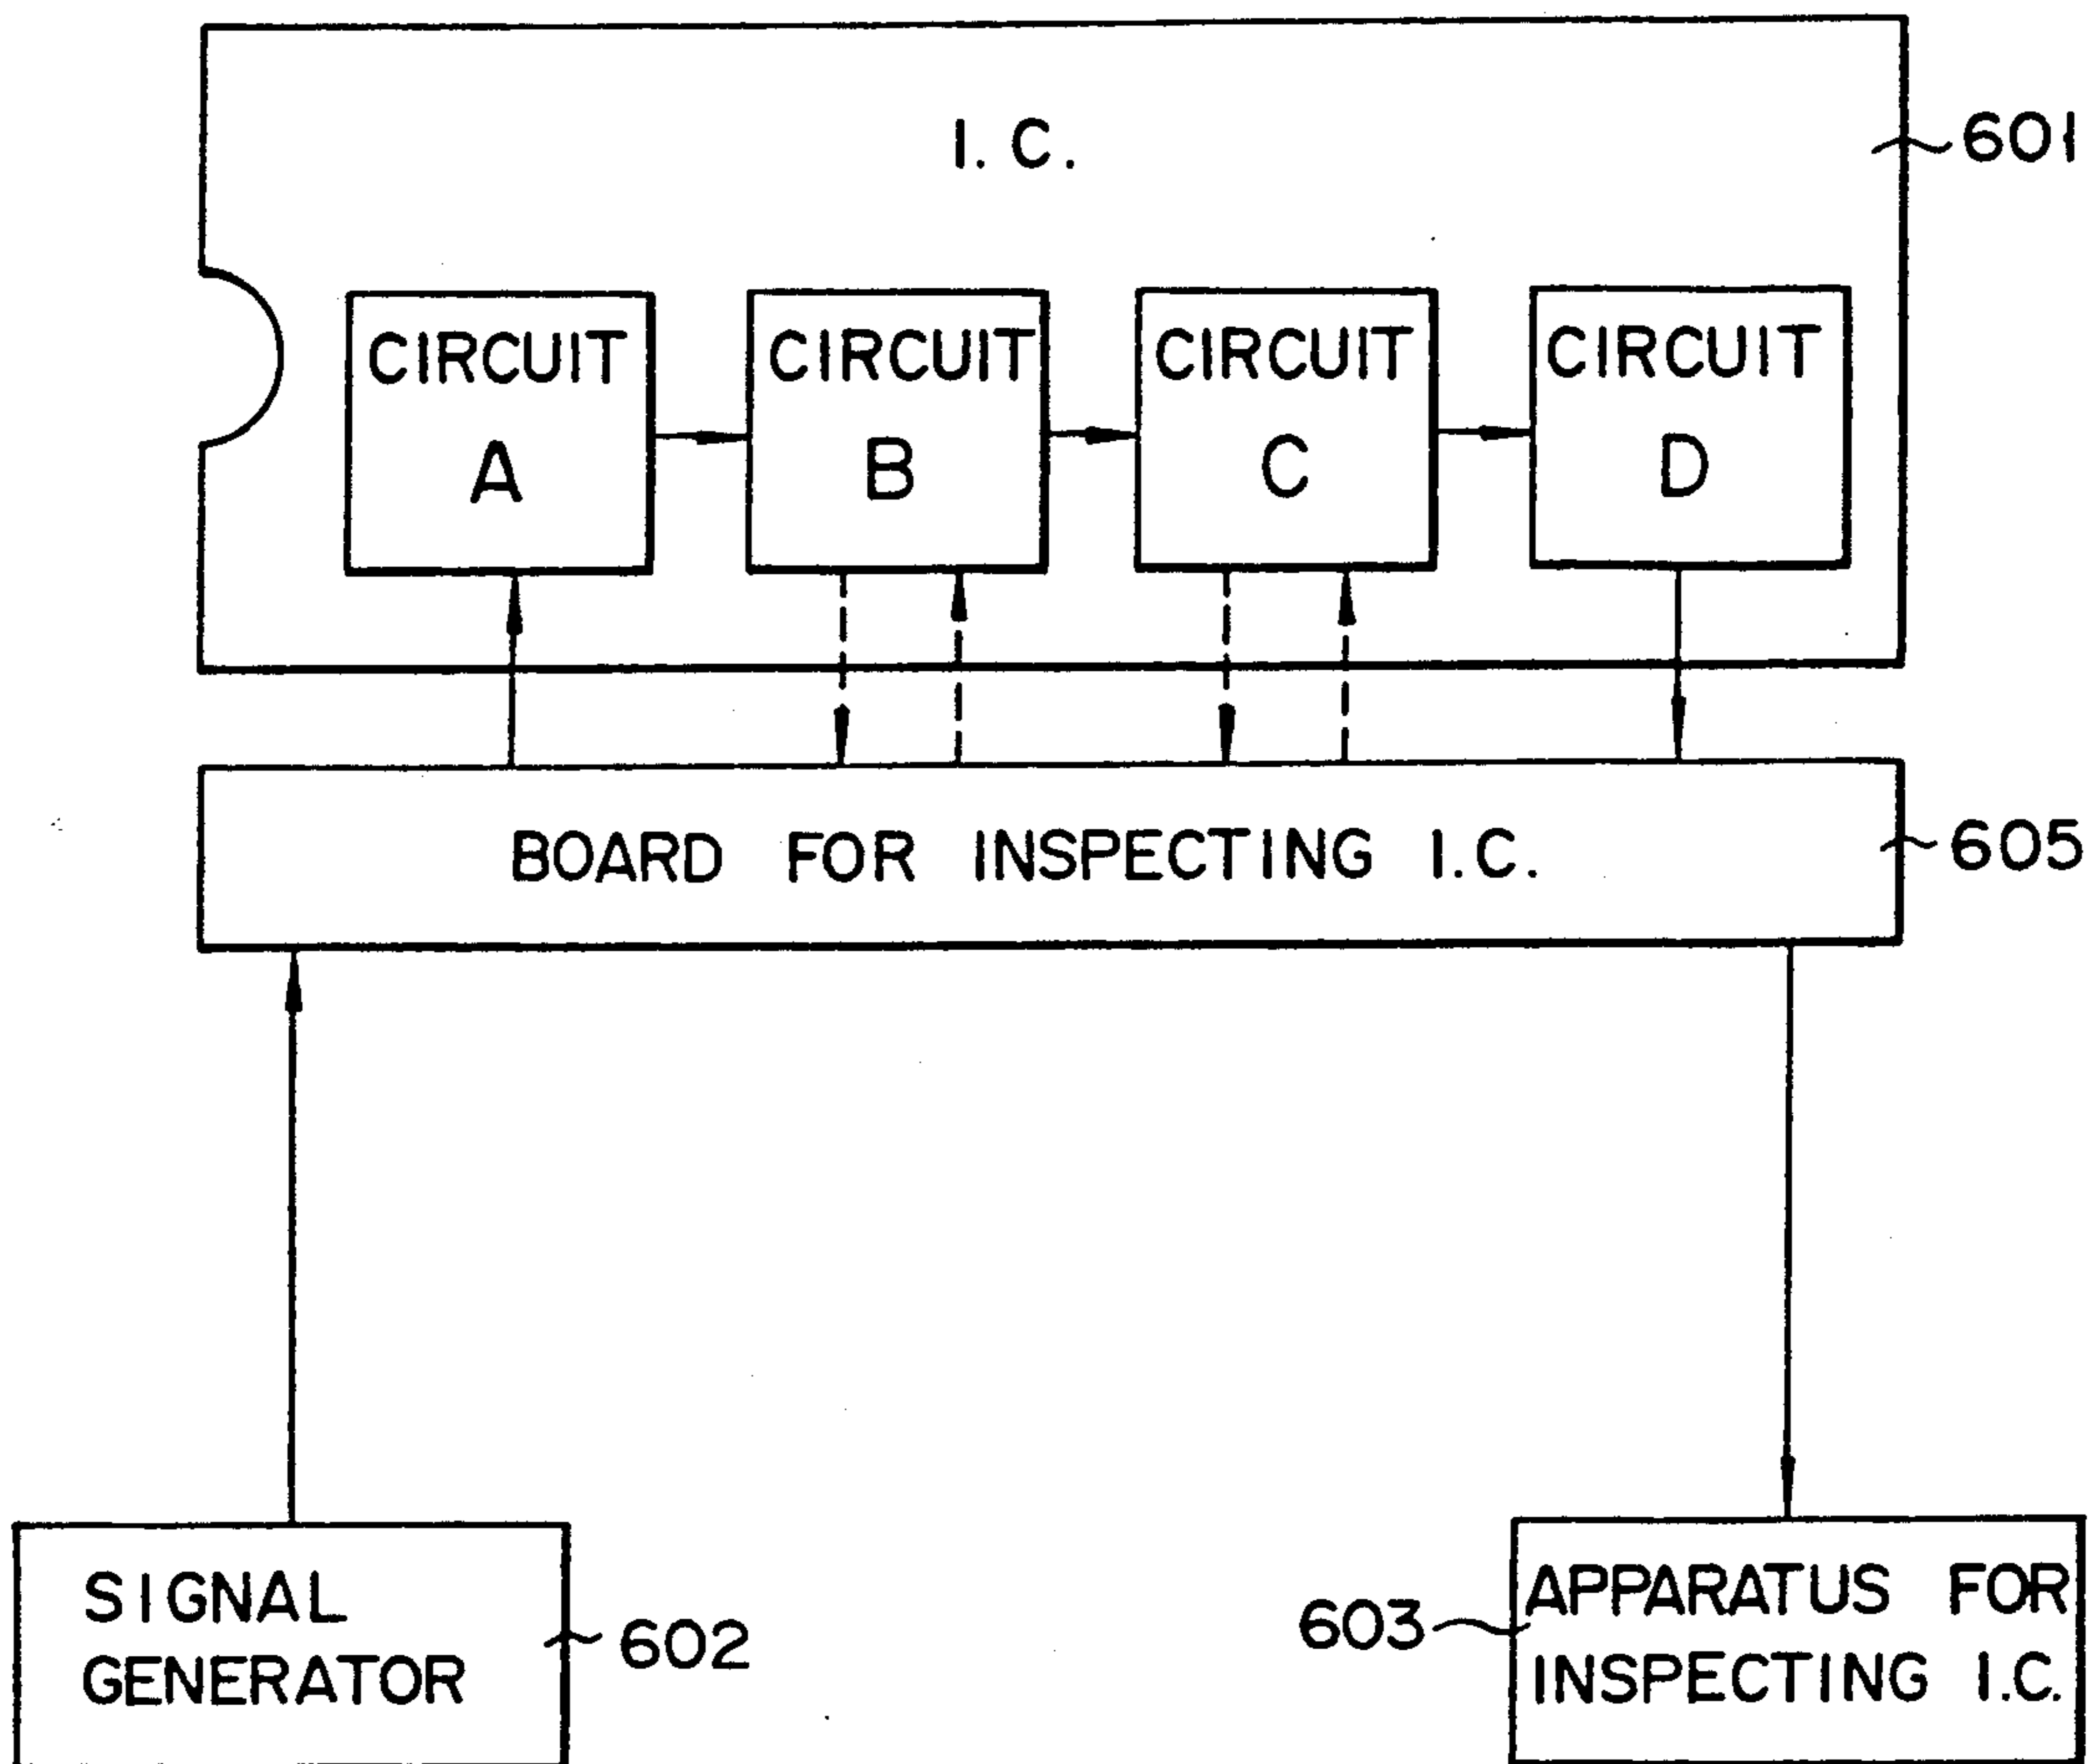 I.C.
601
CIRCUIT
A
CIRCUIT
B
CIRCUIT
C
CIRCUIT
D
BOARD FOR INSPECTING I.C.
605
SIGNAL
GENERATOR
602
603
APPARATUS FOR
INSPECTING I.C.